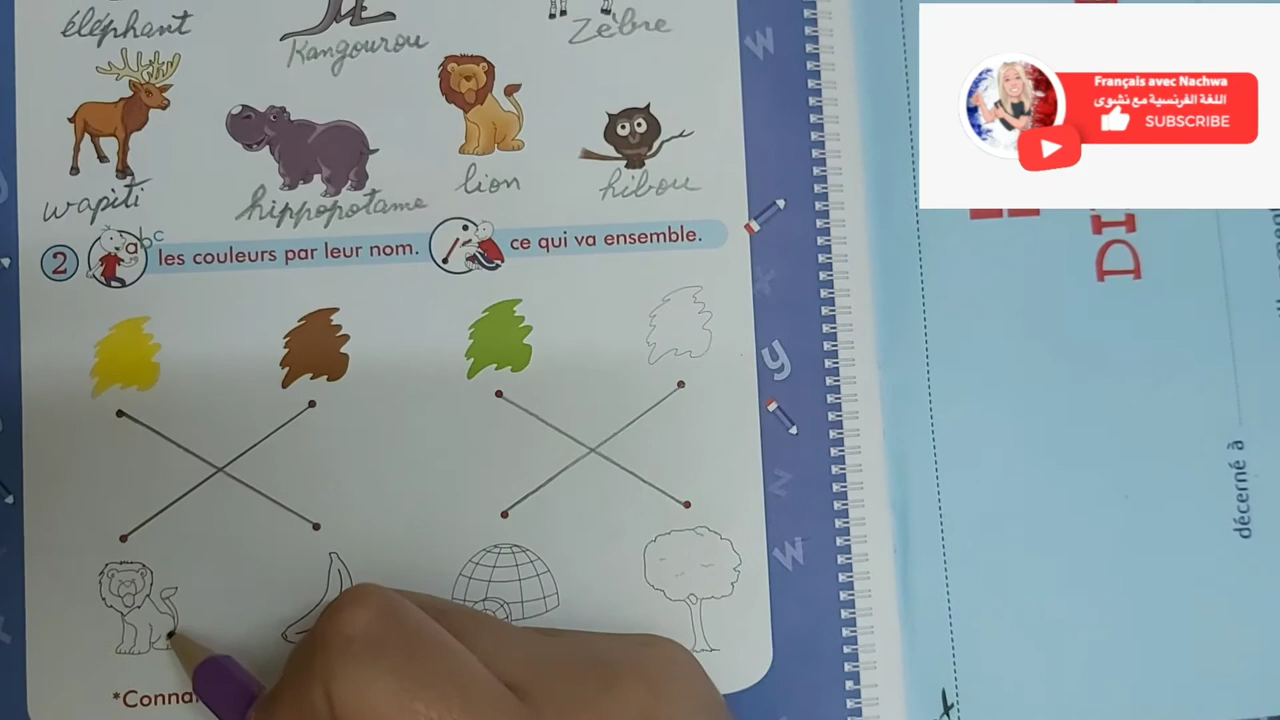 éléphant
Kangourou
Zèbre
wapiti
hippopotame
lion
hibou
2 abc les couleurs par leur nom. ce qui va ensemble.
Français avec Nachwa
اللغة الفرنسية مع نشوى
SUBSCRIBE
W
y
N
W
décerné à